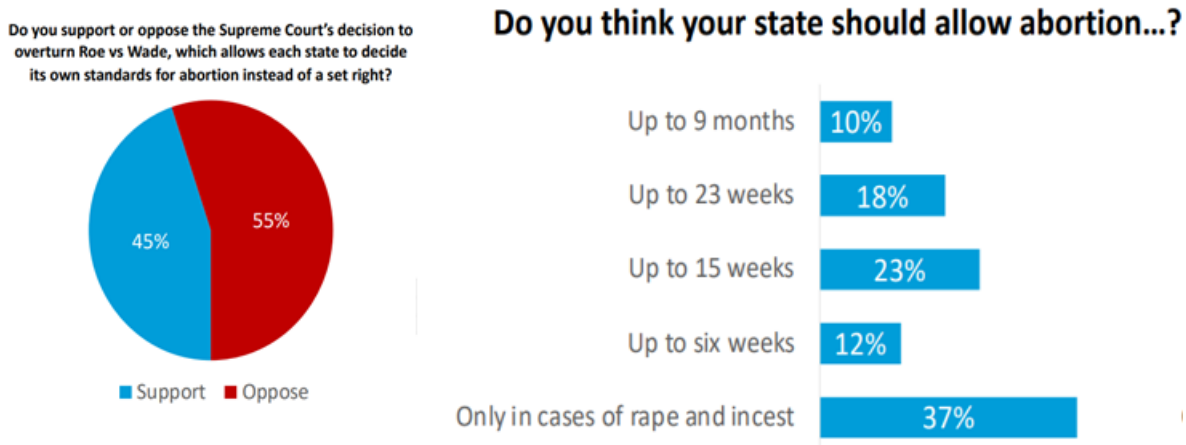 Do you support or oppose the Supreme Court's decision to
overturn Roe vs Wade, which allows each state to decide
its own standards for abortion instead of a set right?
45%
55%
Support Oppose
Do you think your state should allow abortion...?
Up to 9 months 10%
Up to 23 weeks 18%
Up to 15 weeks 23%
Up to six weeks 12%
Only in cases of rape and incest 37%